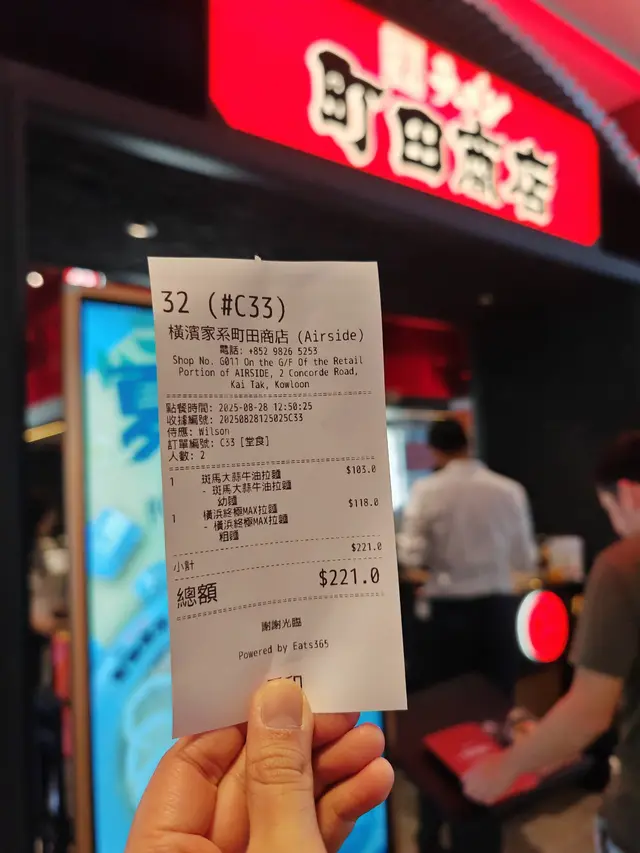 町田商店
32 (#C33)
橫濱家系町田商店 (Airside)
電話: +852 9826 5253
Shop No. G011 On the G/F Of the Retail
Portion of AIRSIDE, 2 Concorde Road,
Kai Tak, Kowloon
點餐時間: 2025-08-28 12:50:25
收據編號: 20250828125025C33
侍應: Wilson
訂單編號: C33 [堂食]
人數: 2
1 斑馬大蒜牛油拉麵 $103.0
- 斑馬大蒜牛油拉麵
幼麵
1 橫浜終極MAX拉麵 $118.0
- 橫浜終極MAX拉麵
粗麵
小計 $221.0
總額 $221.0
謝謝光臨
Powered by Eats365